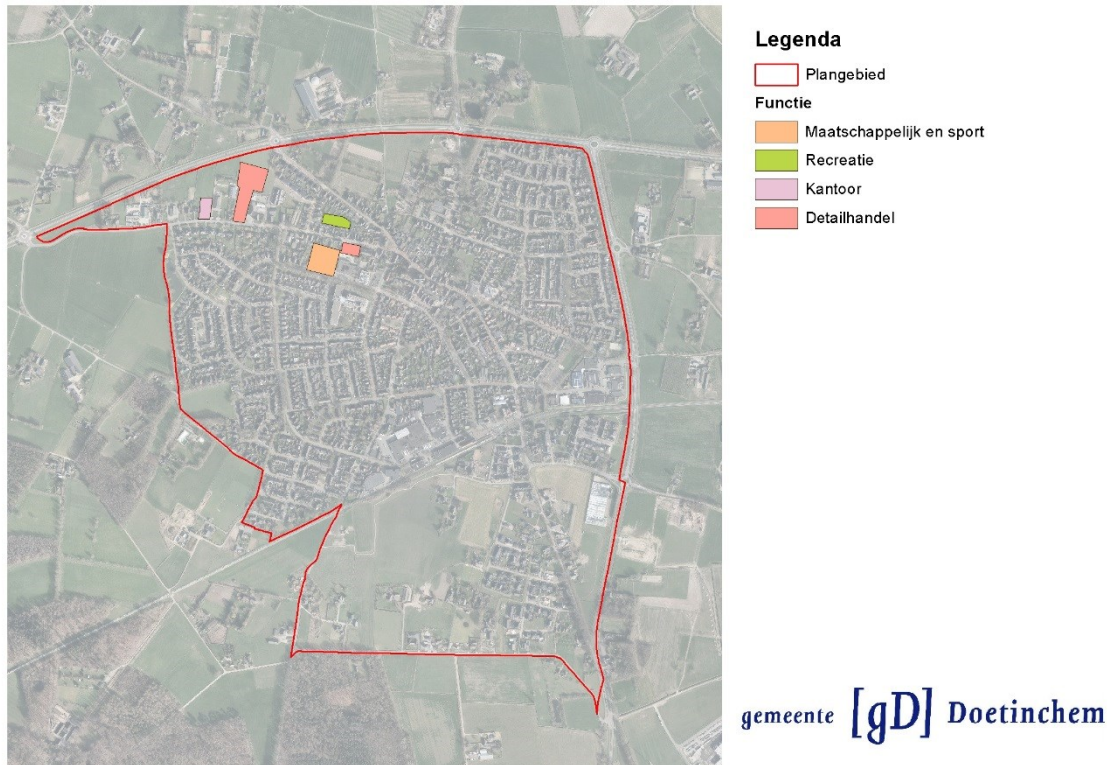 Legenda
Plangebied
Functie
Maatschappelijk en sport
Recreatie
Kantoor
Detailhandel
gemeente [gD] Doetinchem